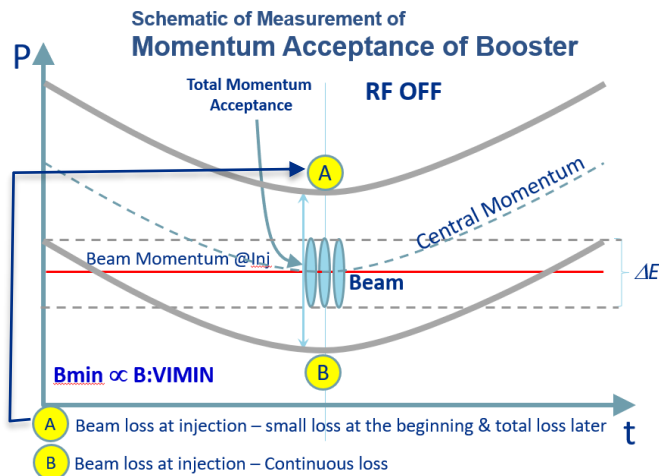 Schematic of Measurement of
Momentum Acceptance of Booster
P
Total Momentum
Acceptance
RF OFF
A
Central Momentum
Beam Momentum @Inj
Beam
ΔE
B
Bmin ∝ B:VIMIN
t
A Beam loss at injection – small loss at the beginning & total loss later
B Beam loss at injection – Continuous loss